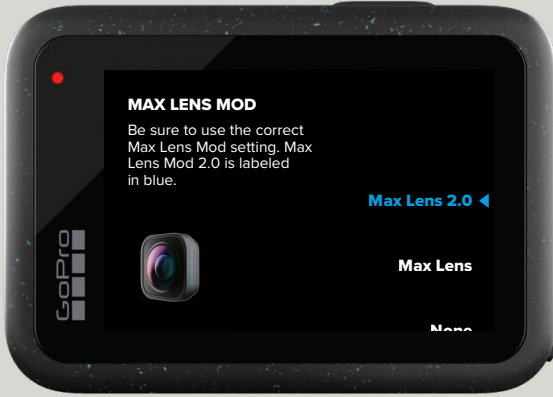 MAX LENS MOD
Be sure to use the correct
Max Lens Mod setting. Max
Lens Mod 2.0 is labeled
in blue.
Max Lens 2.0
Max Lens
None
GoPro